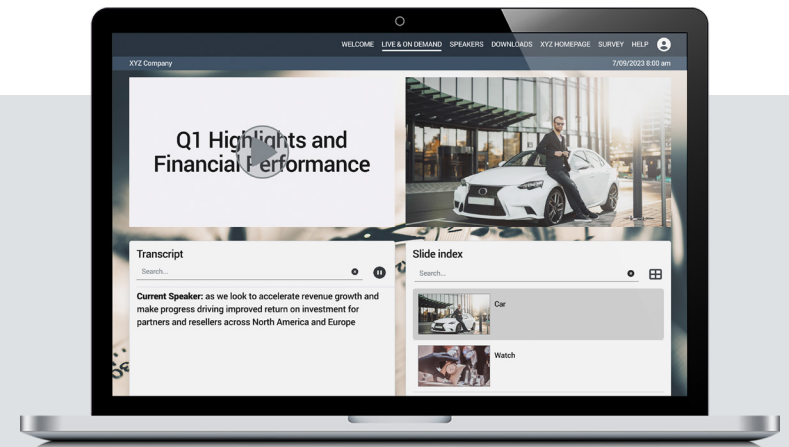 WELCOME LIVE & ON DEMAND SPEAKERS DOWNLOADS XYZ HOMEPAGE SURVEY HELP
XYZ Company 7/09/2023 8:00 am
Q1 Highlights and
Financial Performance
Transcript
Search...
Current Speaker: as we look to accelerate revenue growth and
make progress driving improved return on investment for
partners and resellers across North America and Europe
Slide index
Search...
Car
Watch